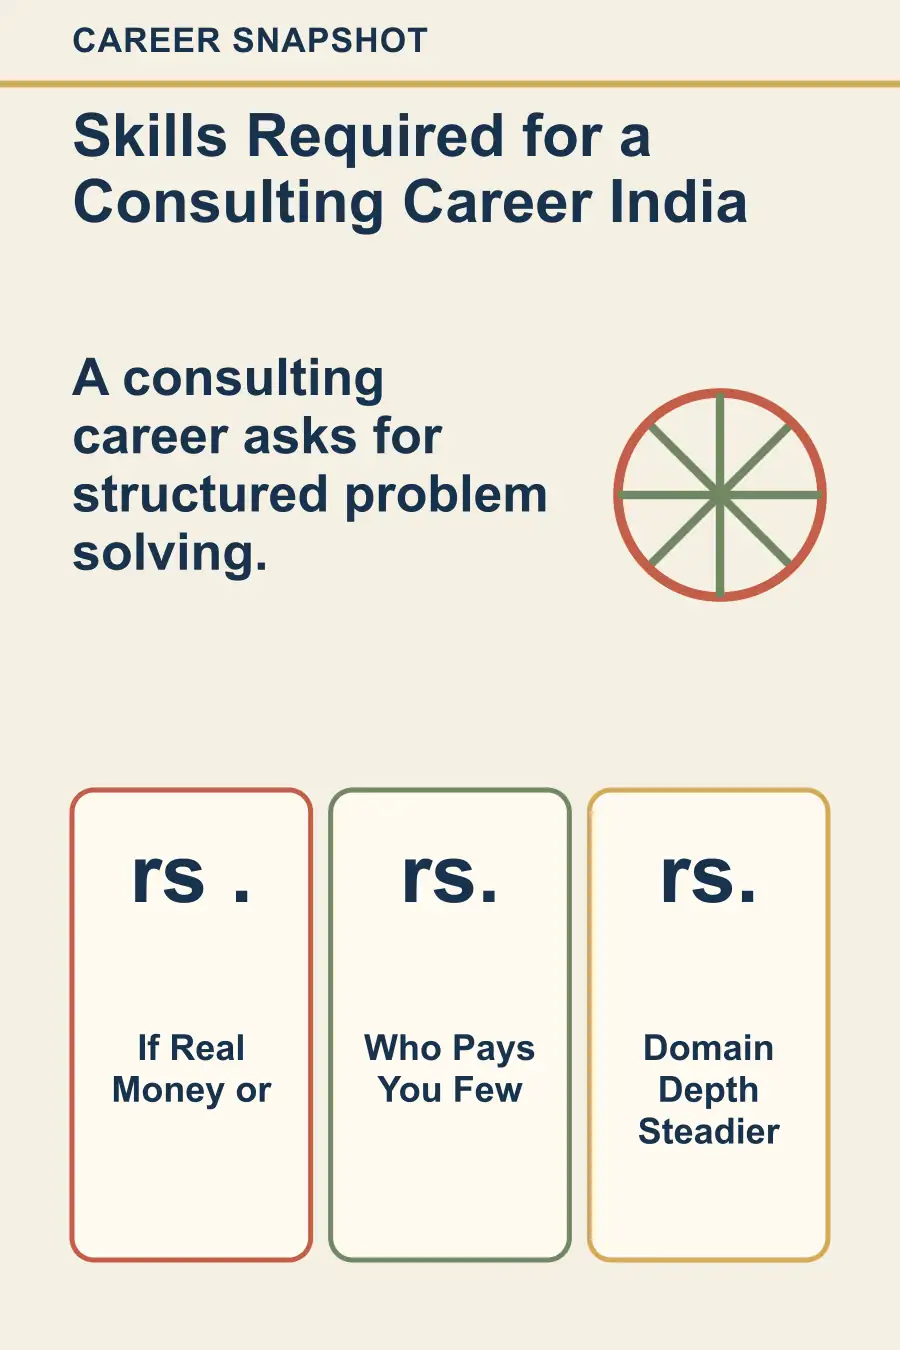 CAREER SNAPSHOT
Skills Required for a
Consulting Career India
A consulting
career asks for
structured problem
solving.
rs .
If Real
Money or
rs.
Who Pays
You Few
rs.
Domain
Depth
Steadier